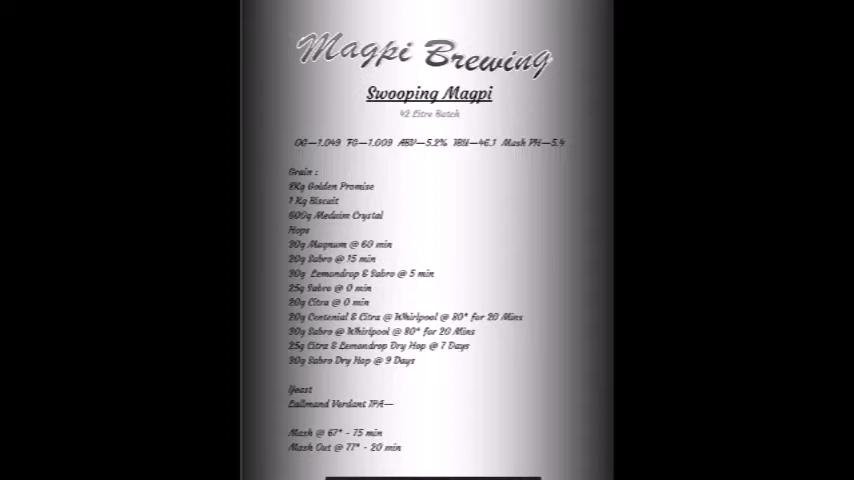 Magpi Brewing
Swooping Magpi
42 Litre Batch
OG—1.049 FG—1.009 ABV—5.2% IBU—46.1 Mash PH—5.4
Grain :
8Kg Golden Promise
1 Kg Biscuit
600g Meduim Crystal
Hops
30g Magnum @ 60 min
20g Sabro @ 15 min
30g Lemondrop & Sabro @ 5 min
25g Sabro @ 0 min
20g Citra @ 0 min
20g Centenial & Citra @ Whirlpool @ 80* for 20 Mins
30g Sabro @ Whirlpool @ 80* for 20 Mins
25g Citra & Lemondrop Dry Hop @ 7 Days
30g Sabro Dry Hop @ 9 Days
Yeast
Lallmand Verdant IPA—
Mash @ 67* - 75 min
Mash Out @ 77* - 20 min